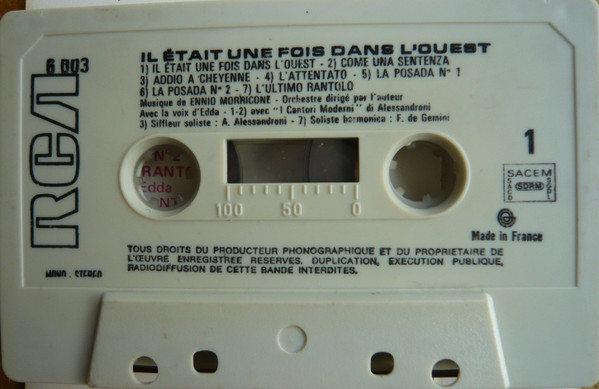 IL ÉTAIT UNE FOIS DANS L'OUEST
6 003
1) IL ÉTAIT UNE FOIS DANS L'OUEST - 2) COME UNA SENTENZA
3) ADDIO A CHEYENNE - 4) L'ATTENTATO - 5) LA POSADA N° 1
6) LA POSADA N° 2 - 7) L'ULTIMO RANTOLO
Musique de ENNIO MORRICONE - Orchestre dirigé par l'auteur
Avec la voix d'Edda - 1-2) avec "I Cantori Moderni" di Alessandroni
3) Siffleur soliste : A. Alessandroni - 7) Soliste harmonica : F. de Gemini
RCA
1
N° 2
RANT
Edda
N°
100 50 0
SACEM
SACD
SDRM
SGDL
Made in France
TOUS DROITS DU PRODUCTEUR PHONOGRAPHIQUE ET DU PROPRIETAIRE DE
L'ŒUVRE ENREGISTREE RESERVES. DUPLICATION, EXECUTION PUBLIQUE,
RADIODIFFUSION DE CETTE BANDE INTERDITES.
MONO - STEREO